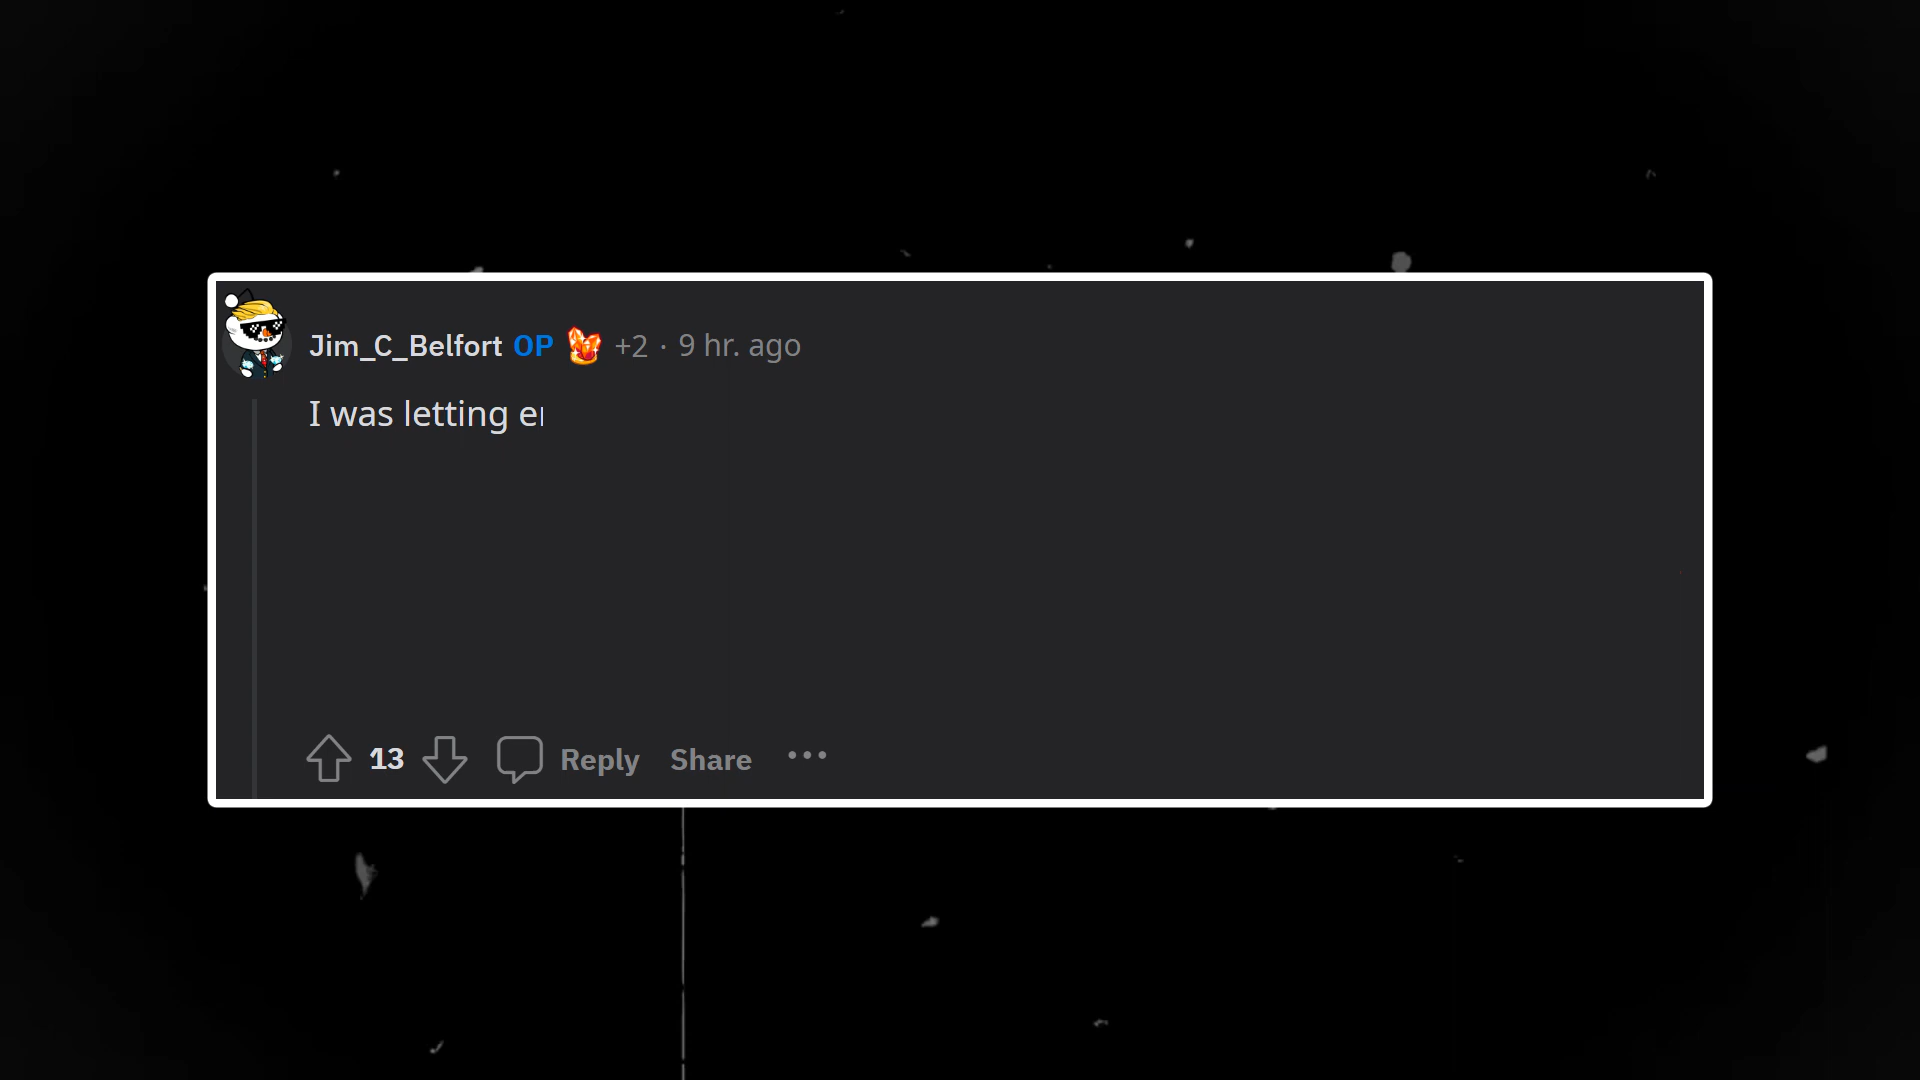 Jim_C_Belfort OP +2 · 9 hr. ago
I was letting
13 Reply Share